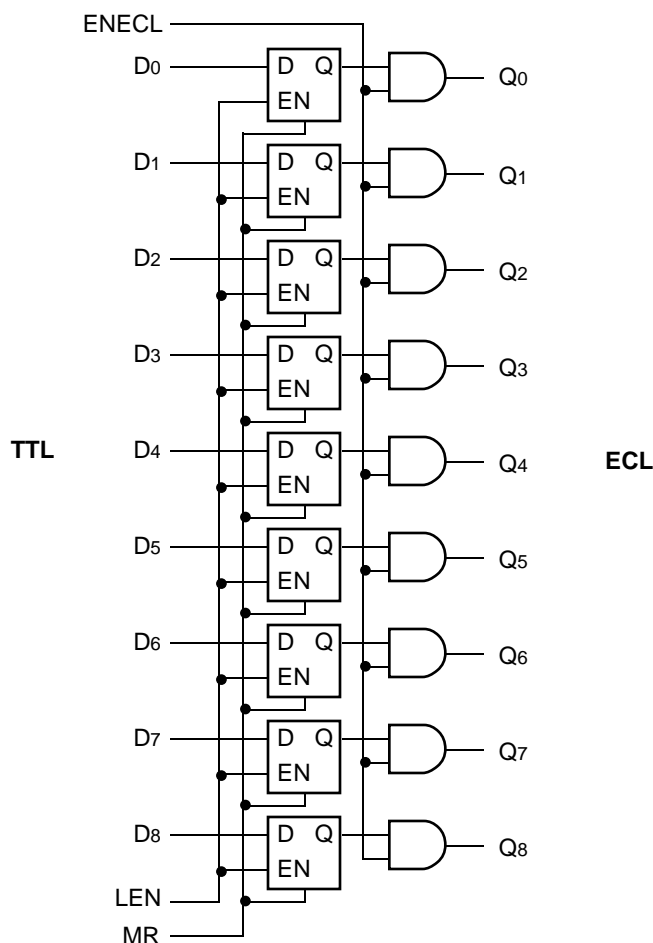 ENECL
D0 D Q Q0
EN
D1 D Q Q1
EN
D2 D Q Q2
EN
D3 D Q Q3
EN
TTL D4 D Q Q4 ECL
EN
D5 D Q Q5
EN
D6 D Q Q6
EN
D7 D Q Q7
EN
D8 D Q Q8
EN
LEN
MR